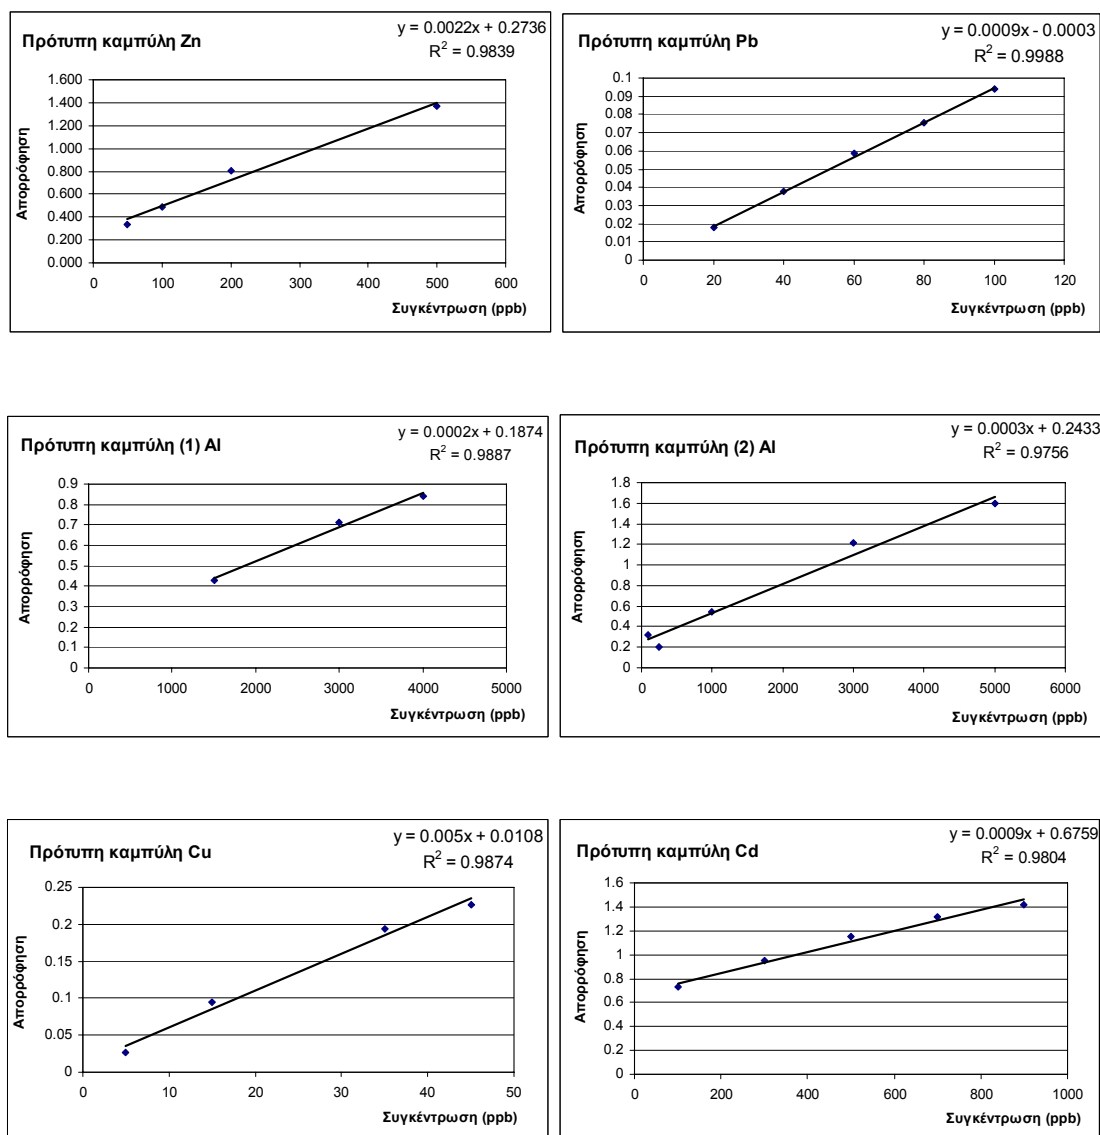 Πρότυπη καμπύλη Zn
y = 0.0022x + 0.2736
R² = 0.9839
1.600
1.400
1.200
1.000
0.800
0.600
0.400
0.200
0.000
Απορρόφηση
0 100 200 300 400 500 600
Συγκέντρωση (ppb)
Πρότυπη καμπύλη Pb
y = 0.0009x - 0.0003
R² = 0.9988
0.1
0.09
0.08
0.07
0.06
0.05
0.04
0.03
0.02
0.01
0
Απορρόφηση
0 20 40 60 80 100 120
Συγκέντρωση (ppb)
Πρότυπη καμπύλη (1) Al
y = 0.0002x + 0.1874
R² = 0.9887
0.9
0.8
0.7
0.6
0.5
0.4
0.3
0.2
0.1
0
Απορρόφηση
0 1000 2000 3000 4000 5000
Συγκέντρωση (ppb)
Πρότυπη καμπύλη (2) Al
y = 0.0003x + 0.2433
R² = 0.9756
1.8
1.6
1.4
1.2
1
0.8
0.6
0.4
0.2
0
Απορρόφηση
0 1000 2000 3000 4000 5000 6000
Συγκέντρωση (ppb)
Πρότυπη καμπύλη Cu
y = 0.005x + 0.0108
R² = 0.9874
0.25
0.2
0.15
0.1
0.05
0
Απορρόφηση
0 10 20 30 40 50
Συγκέντρωση (ppb)
Πρότυπη καμπύλη Cd
y = 0.0009x + 0.6759
R² = 0.9804
1.6
1.4
1.2
1
0.8
0.6
0.4
0.2
0
Απορρόφηση
0 200 400 600 800 1000
Συγκέντρωση (ppb)